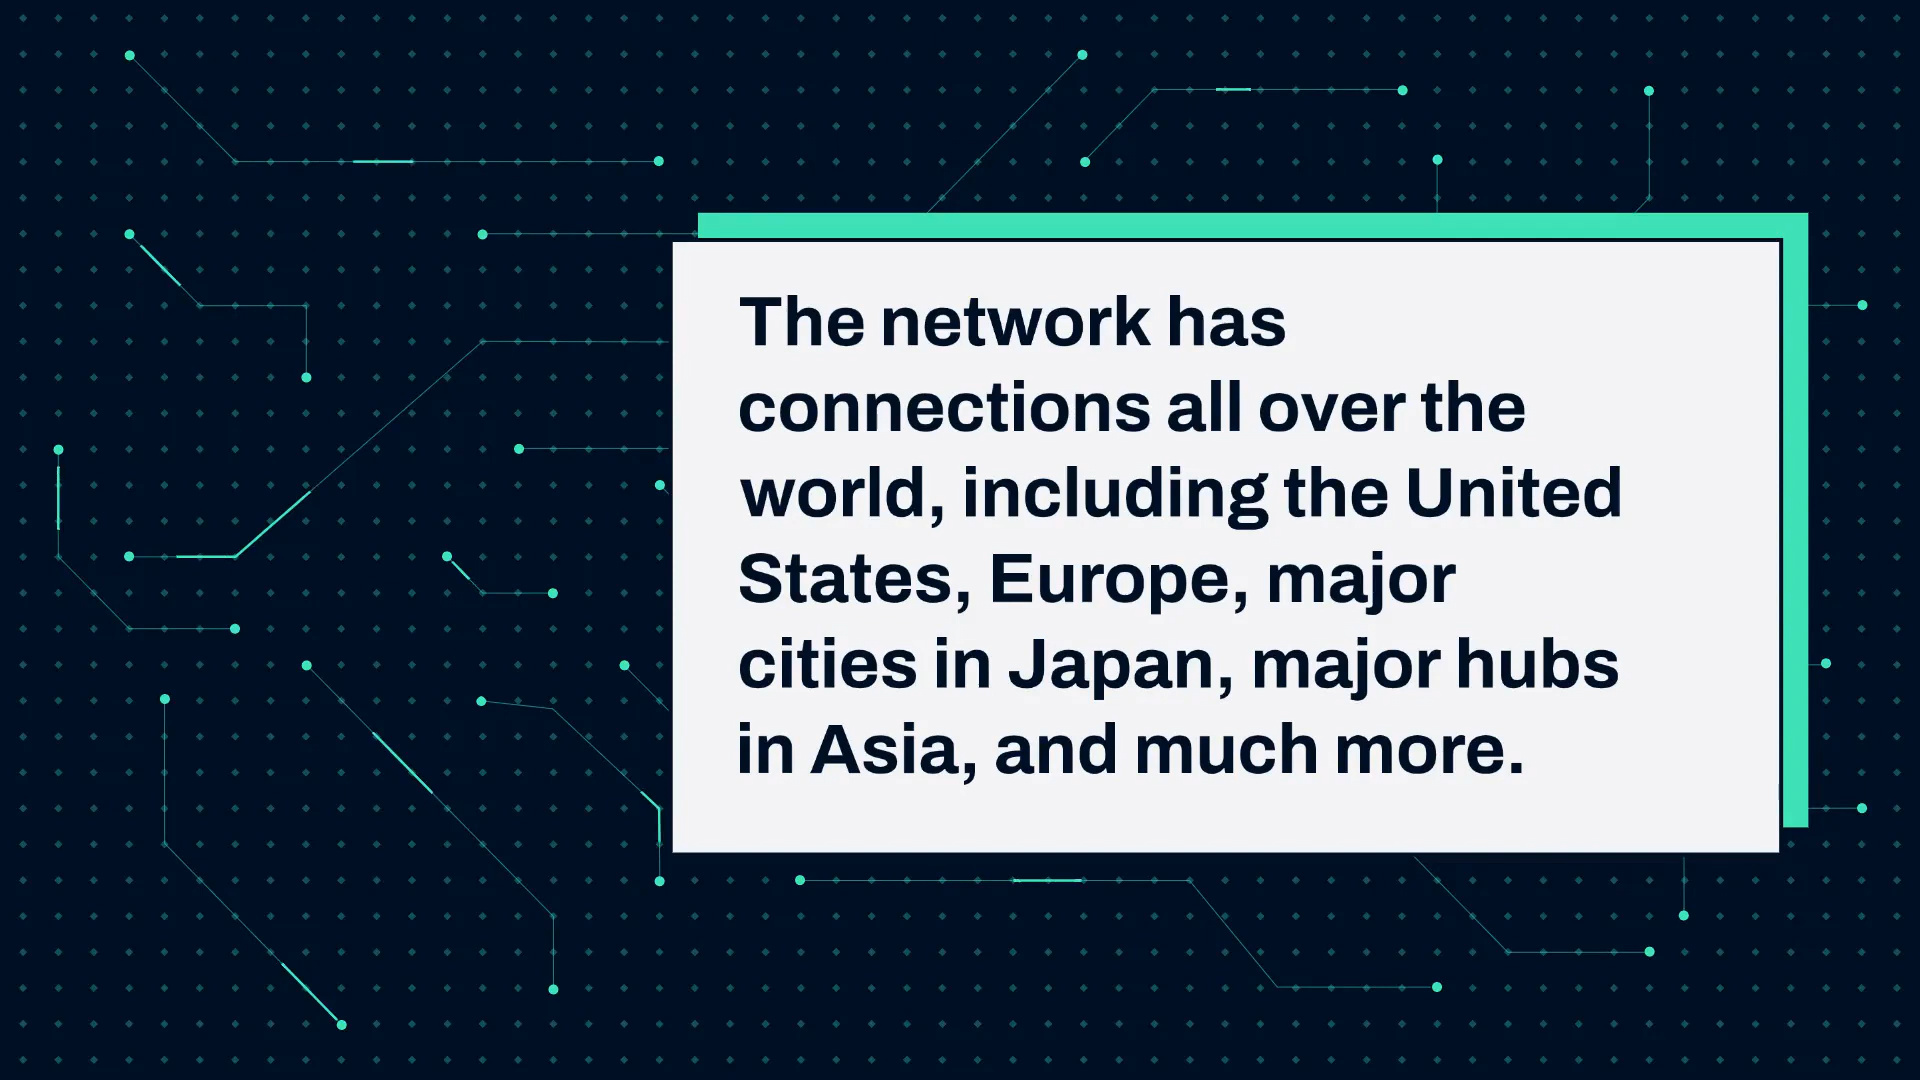 The network has
connections all over the
world, including the United
States, Europe, major
cities in Japan, major hubs
in Asia, and much more.